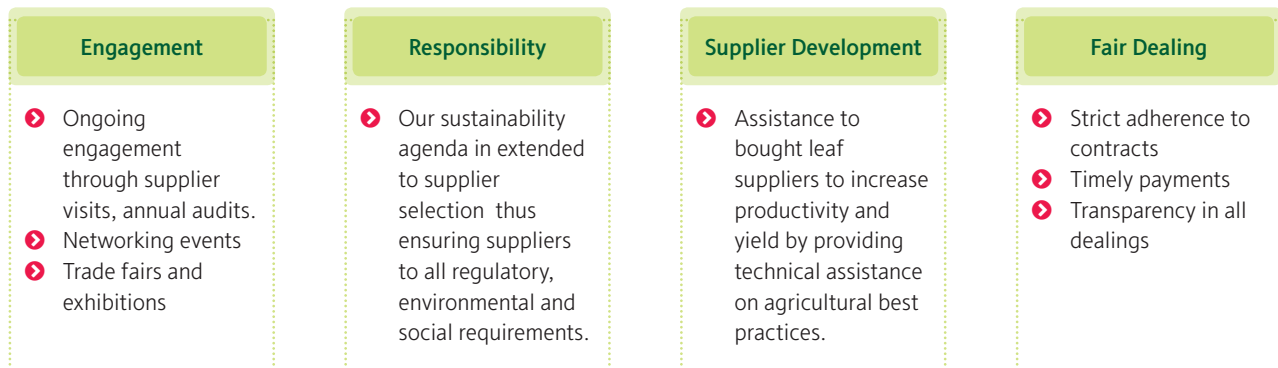 Engagement
Ongoing
engagement
through supplier
visits, annual audits.
Networking events
Trade fairs and
exhibitions
Responsibility
Our sustainability
agenda in extended
to supplier
selection thus
ensuring suppliers
to all regulatory,
environmental and
social requirements.
Supplier Development
Assistance to
bought leaf
suppliers to increase
productivity and
yield by providing
technical assistance
on agricultural best
practices.
Fair Dealing
Strict adherence to
contracts
Timely payments
Transparency in all
dealings